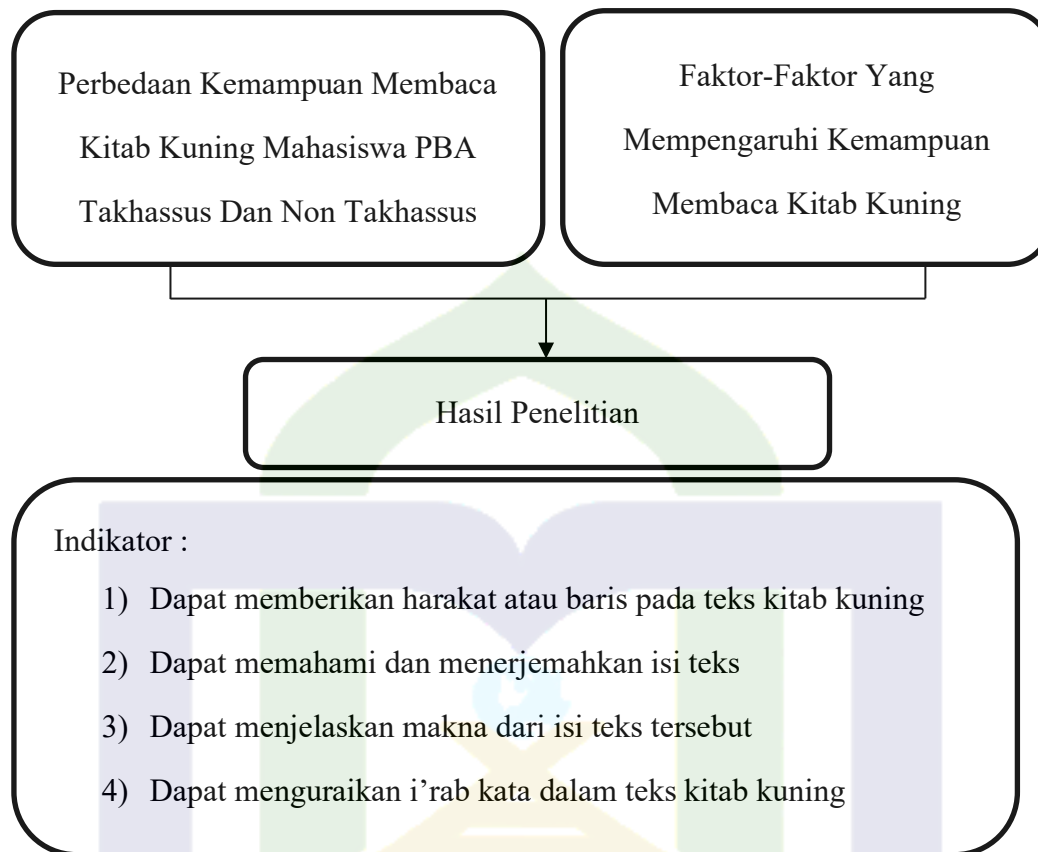 Perbedaan Kemampuan Membaca
Kitab Kuning Mahasiswa PBA
Takhassus Dan Non Takhassus
Faktor-Faktor Yang
Mempengaruhi Kemampuan
Membaca Kitab Kuning
Hasil Penelitian
Indikator :
1) Dapat memberikan harakat atau baris pada teks kitab kuning
2) Dapat memahami dan menerjemahkan isi teks
3) Dapat menjelaskan makna dari isi teks tersebut
4) Dapat menguraikan i’rab kata dalam teks kitab kuning